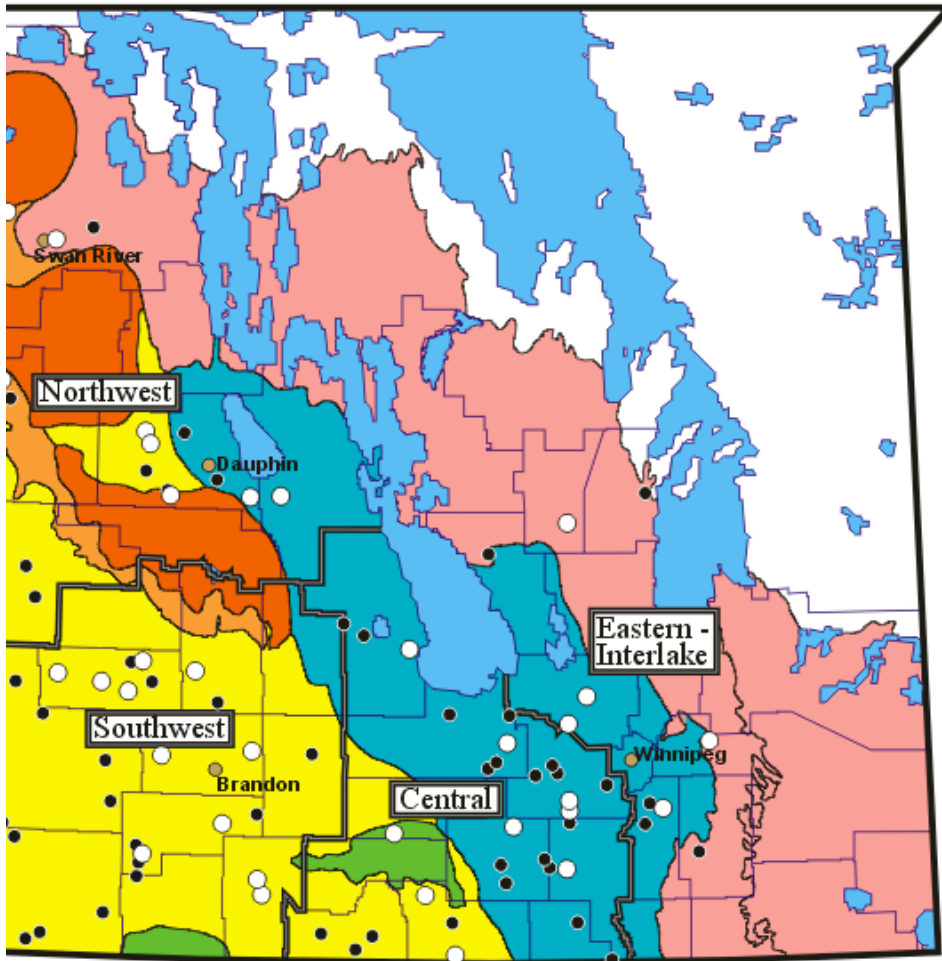 Swan River
Northwest
Dauphin
Eastern -
Interlake
Southwest
Winnipeg
Brandon
Central